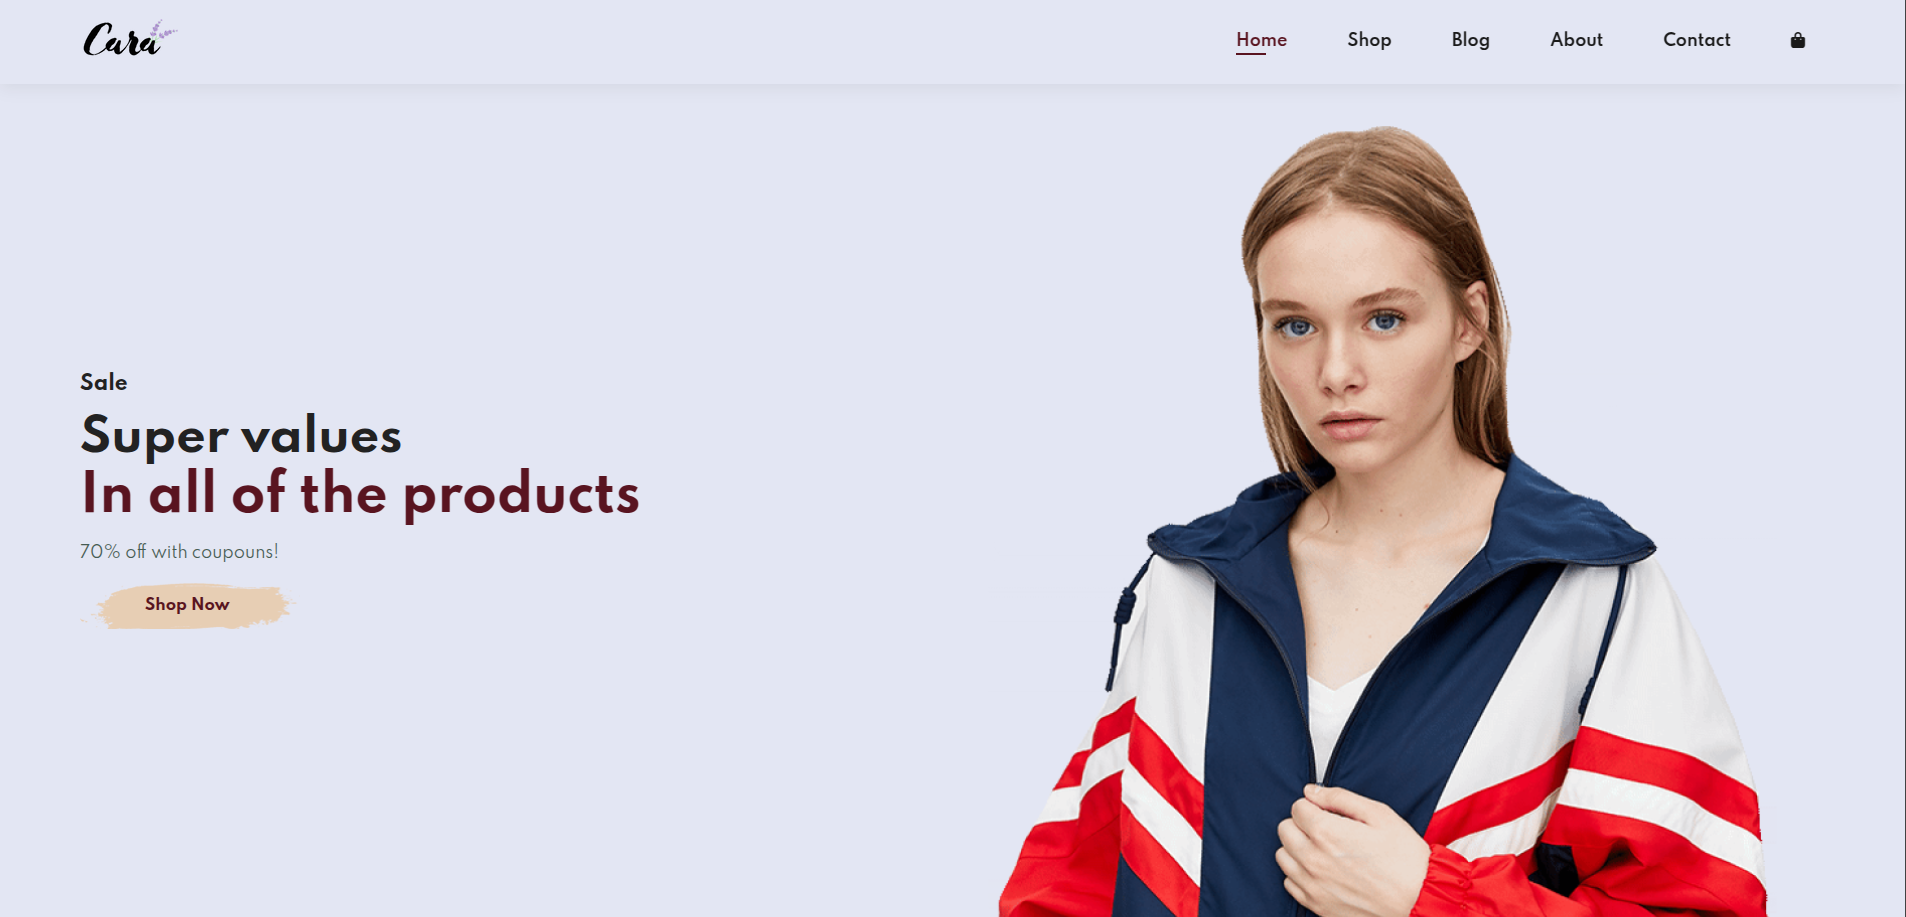 Cara
Home Shop Blog About Contact
Sale
Super values
In all of the products
70% off with coupouns!
Shop Now